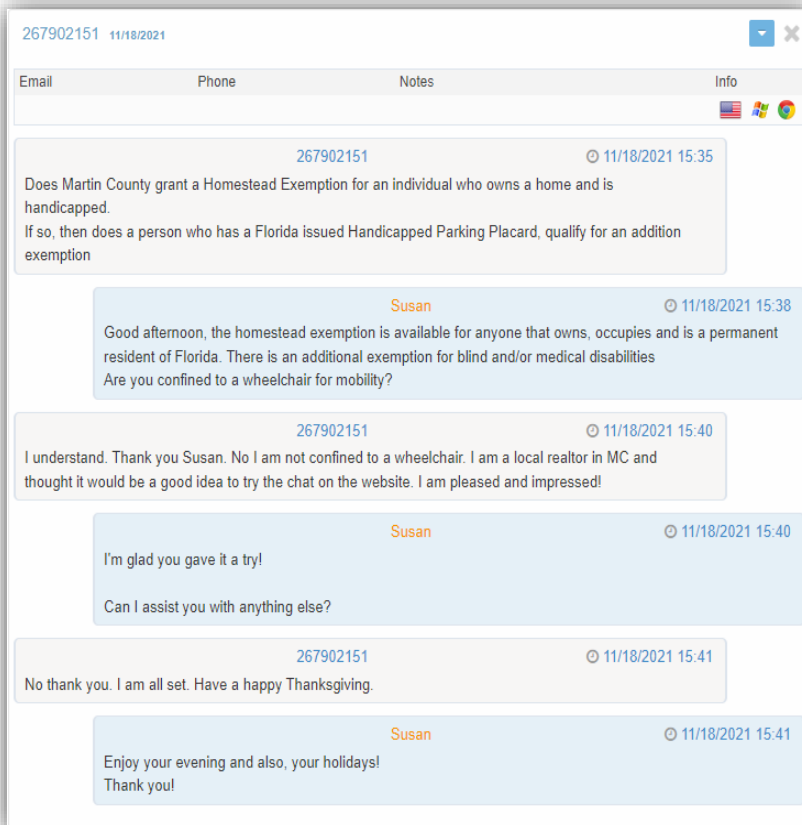 267902151 11/18/2021
Email Phone Notes Info
267902151 11/18/2021 15:35
Does Martin County grant a Homestead Exemption for an individual who owns a home and is
handicapped.
If so, then does a person who has a Florida issued Handicapped Parking Placard, qualify for an addition
exemption
Susan 11/18/2021 15:38
Good afternoon, the homestead exemption is available for anyone that owns, occupies and is a permanent
resident of Florida. There is an additional exemption for blind and/or medical disabilities
Are you confined to a wheelchair for mobility?
267902151 11/18/2021 15:40
I understand. Thank you Susan. No I am not confined to a wheelchair. I am a local realtor in MC and
thought it would be a good idea to try the chat on the website. I am pleased and impressed!
Susan 11/18/2021 15:40
I'm glad you gave it a try!
Can I assist you with anything else?
267902151 11/18/2021 15:41
No thank you. I am all set. Have a happy Thanksgiving.
Susan 11/18/2021 15:41
Enjoy your evening and also, your holidays!
Thank you!